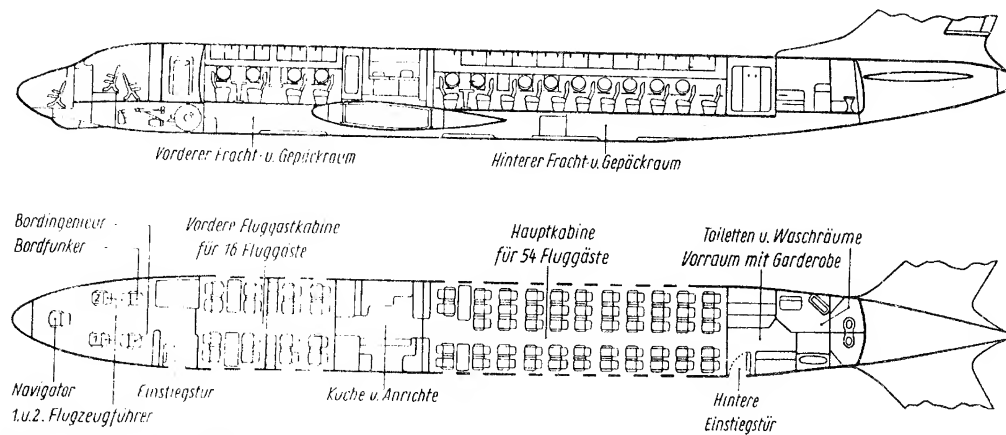 Vorderer Fracht- u. Gepäckraum
Hinterer Fracht- u. Gepäckraum
Bordingenieur
Bordfunker
Vordere Fluggastkabine
für 16 Fluggäste
Hauptkabine
für 54 Fluggäste
Toiletten u. Waschräume
Vorraum mit Garderobe
Navigator
1. u. 2. Flugzeugführer
Einstiegstür
Küche u. Anrichte
Hintere
Einstiegstür